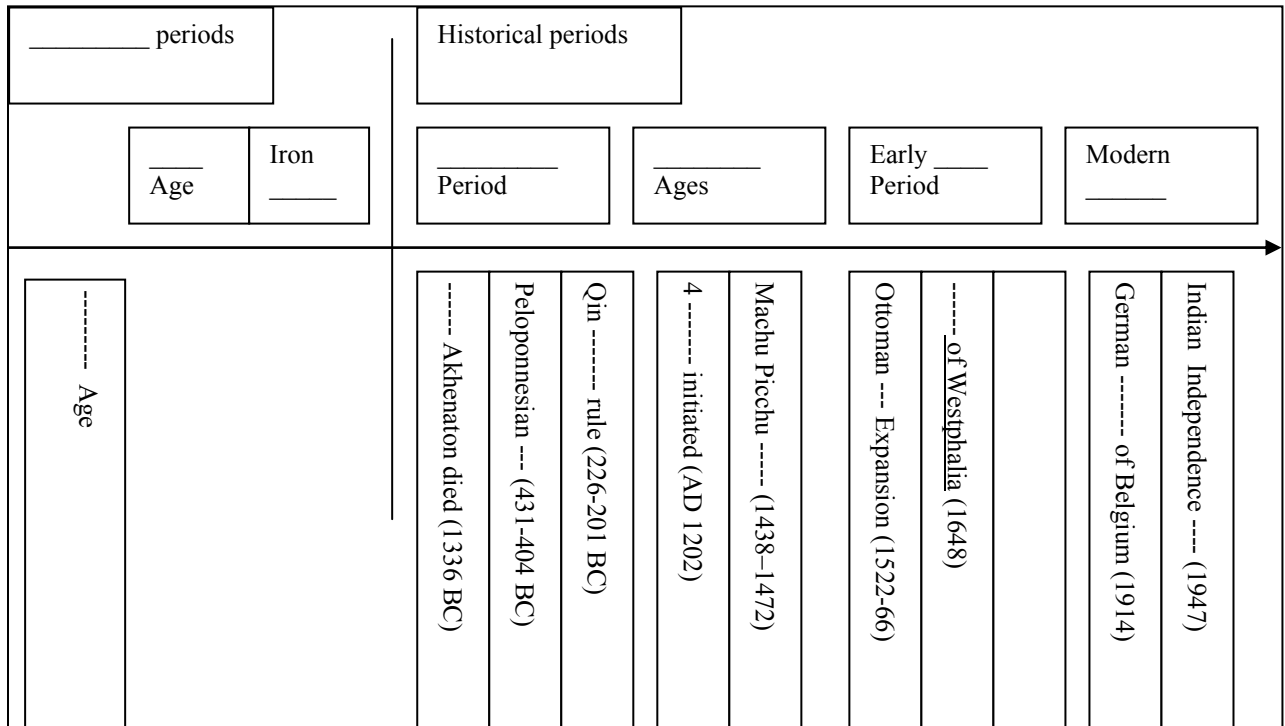 _________ periods
Historical periods
____
Age
Iron
_____
_________
Period
________
Ages
Early ____
Period
Modern
______
---------- Age
------ Akhenaton died (1336 BC)
Peloponnesian --- (431-404 BC)
Qin -------- rule (226-201 BC)
4 -------- initiated (AD 1202)
Machu Picchu ------ (1438–1472)
Ottoman --- Expansion (1522-66)
------- of Westphalia (1648)
German ------- of Belgium (1914)
Indian Independence ---- (1947)